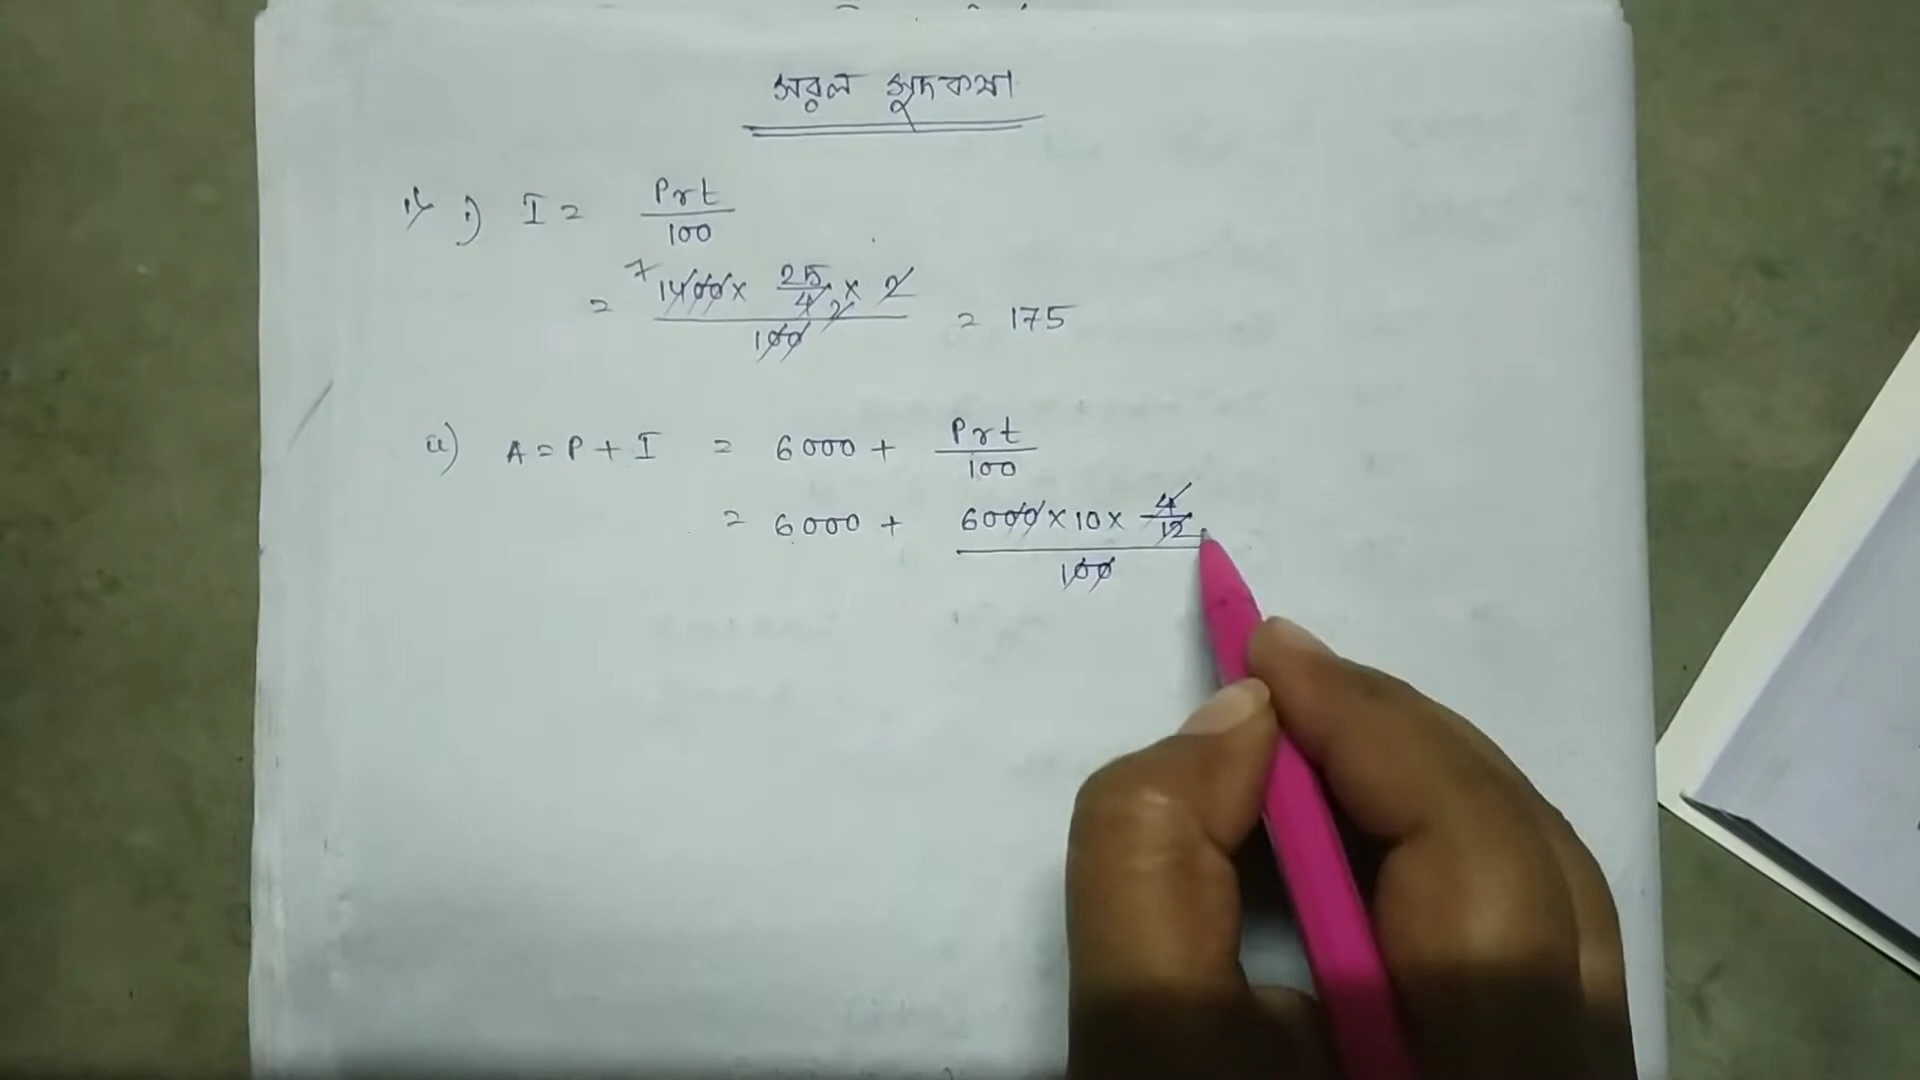 সরল সুদকষা
1) i) I = Prt/100
= 7 1400 × 25/4 2 × 2 / 100 = 175
ii) A = P + I = 6000 + Prt/100
= 6000 + 6000 × 10 × 4/12 / 100